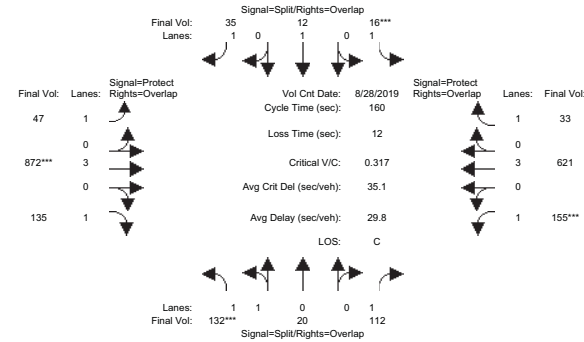 Signal=Split/Rights=Overlap
Final Vol: 35 12 16***
Lanes: 1 0 1 0 1
Signal=Protect Signal=Protect
Final Vol: Lanes: Rights=Overlap Vol Cnt Date: 8/28/2019 Rights=Overlap Lanes: Final Vol:
Cycle Time (sec): 160
47 1 1 33
Loss Time (sec): 12
0 0
872*** 3 Critical V/C: 0.317 3 621
0 Avg Crit Del (sec/veh): 35.1 0
135 1 Avg Delay (sec/veh): 29.8 1 155***
LOS: C
Lanes: 1 1 0 0 1
Final Vol: 132*** 20 112
Signal=Split/Rights=Overlap